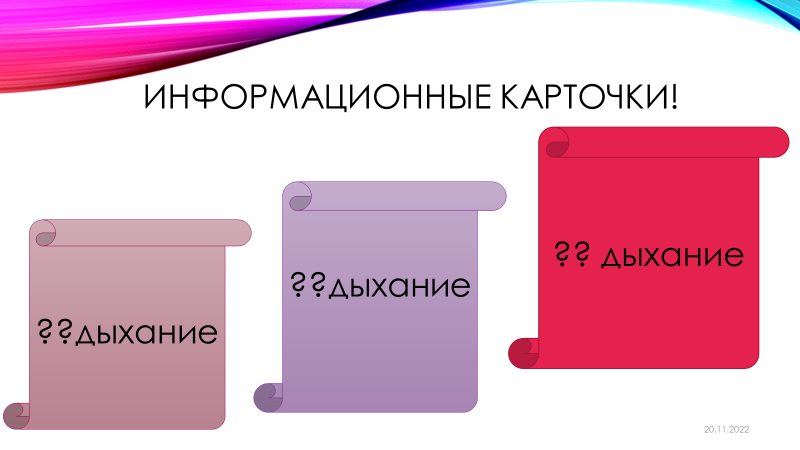 ИНФОРМАЦИОННЫЕ КАРТОЧКИ!
??дыхание
??дыхание
?? дыхание
20.11.2022